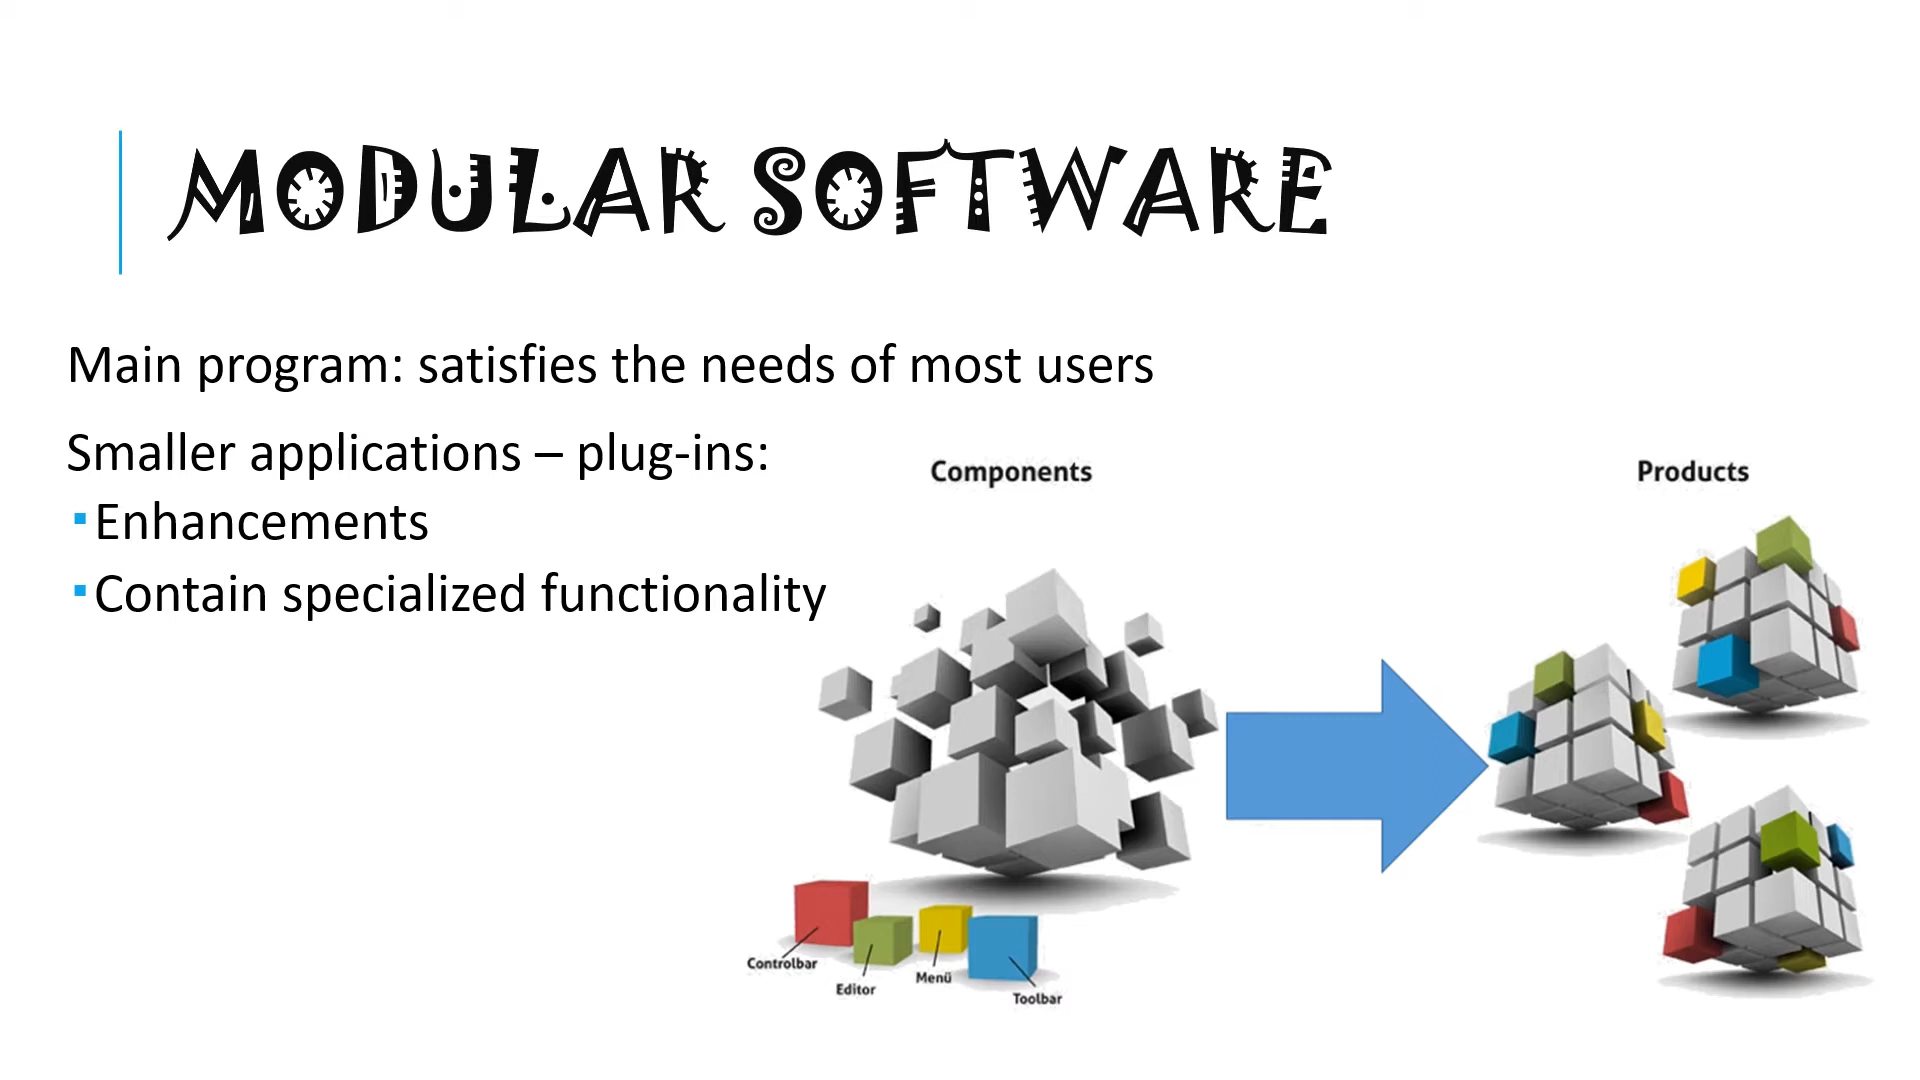 MODULAR SOFTWARE
Main program: satisfies the needs of most users
Smaller applications – plug-ins:
▪Enhancements
▪Contain specialized functionality
Components
Products
Controlbar
Editor
Menü
Toolbar